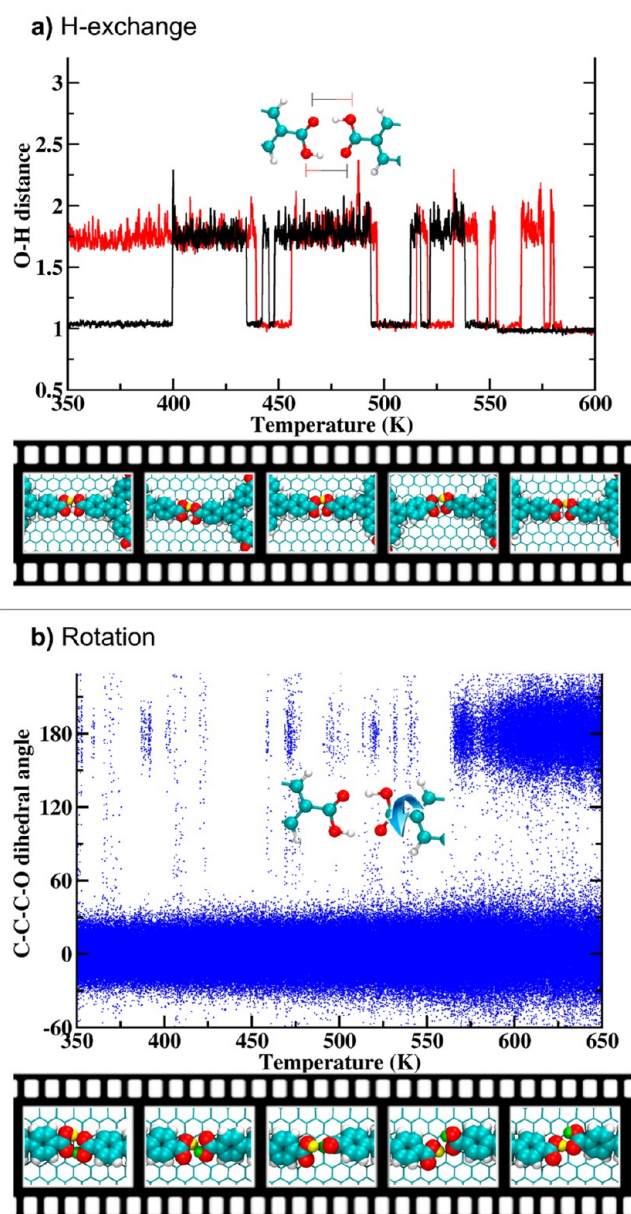 a) H-exchange
3
2.5
2
1.5
1
0.5
O-H distance
350 400 450 500 550 600
Temperature (K)
b) Rotation
180
120
60
0
-60
C-C-C-O dihedral angle
350 400 450 500 550 600 650
Temperature (K)